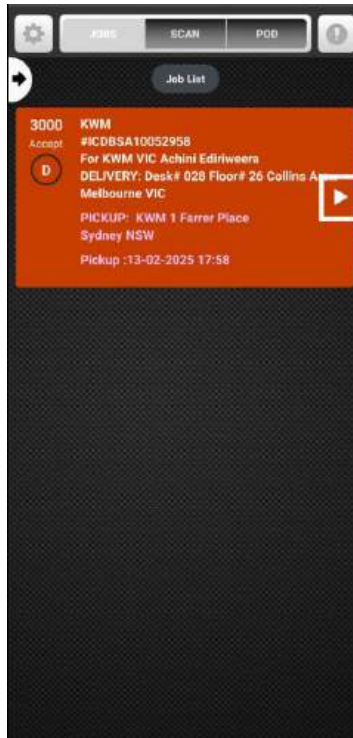 JOBS SCAN POD
Job List
3000 KWM
Accept #ICDBSA10052958
D For KWM VIC Achini Ediriweera
DELIVERY: Desk# 028 Floor# 26 Collins
Melbourne VIC
PICKUP: KWM 1 Farrer Place
Sydney NSW
Pickup :13-02-2025 17:58